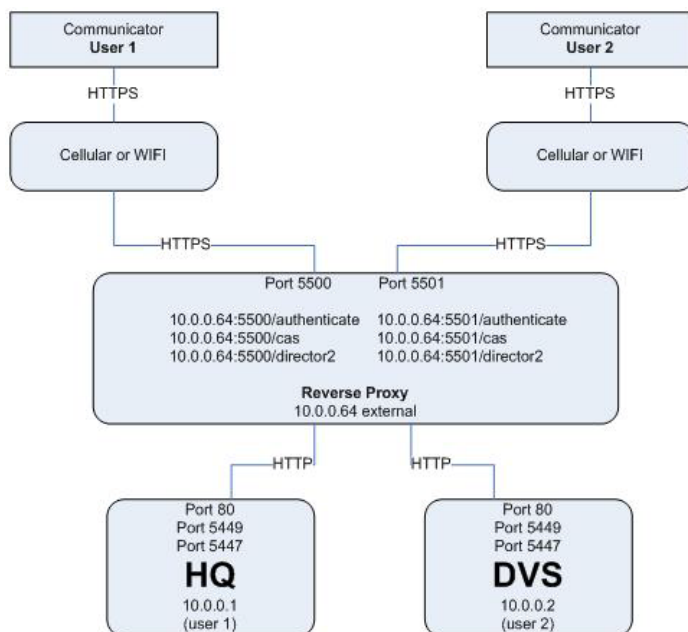 Communicator
User 1
Communicator
User 2
HTTPS
HTTPS
Cellular or WIFI
Cellular or WIFI
HTTPS
HTTPS
Port 5500
Port 5501
10.0.0.64:5500/authenticate
10.0.0.64:5500/cas
10.0.0.64:5500/director2
10.0.0.64:5501/authenticate
10.0.0.64:5501/cas
10.0.0.64:5501/director2
Reverse Proxy
10.0.0.64 external
HTTP
HTTP
Port 80
Port 5449
Port 5447
HQ
10.0.0.1
(user 1)
Port 80
Port 5449
Port 5447
DVS
10.0.0.2
(user 2)